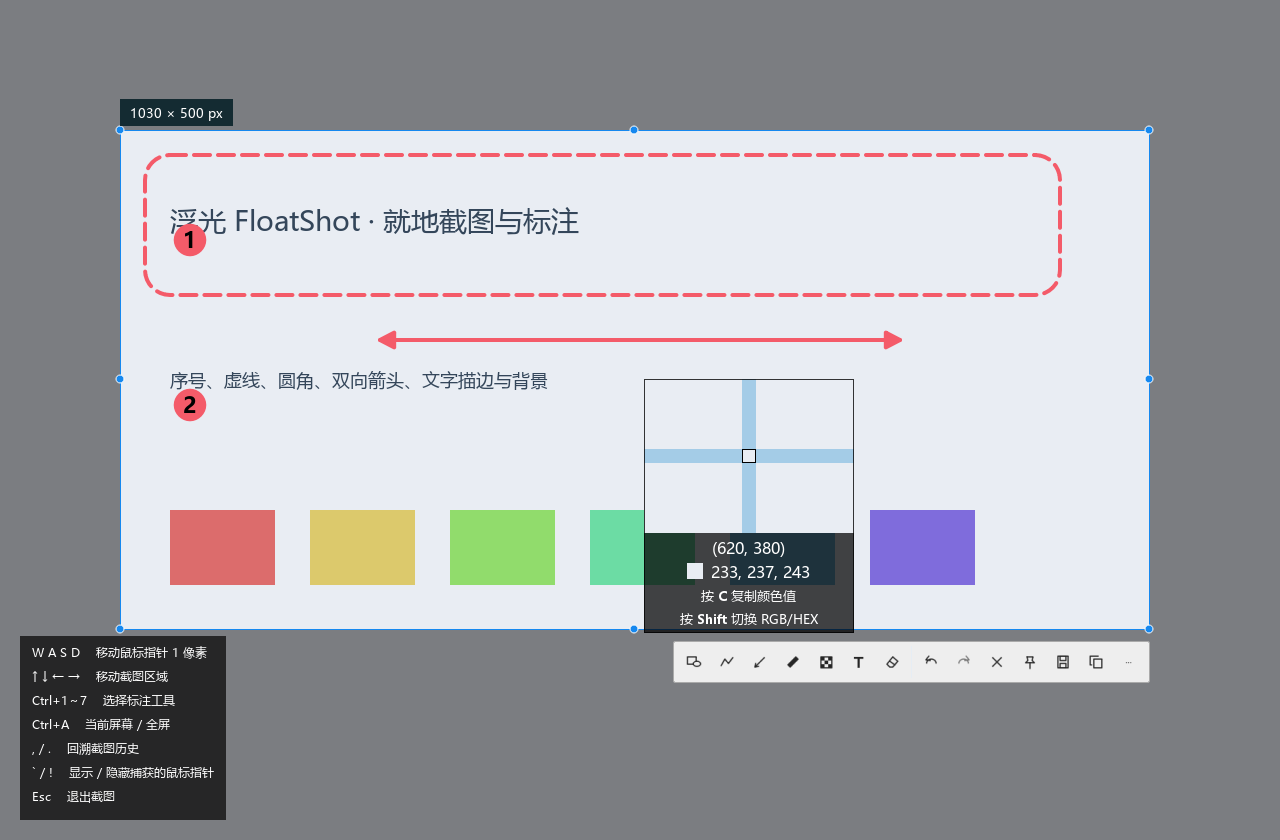 1030 × 500 px
浮光 FloatShot · 就地截图与标注
1
序号、虚线、圆角、双向箭头、文字描边与背景
2
(620, 380)
233, 237, 243
按 C 复制颜色值
按 Shift 切换 RGB/HEX
T
W A S D 移动鼠标指针 1 像素
↑ ↓ ← → 移动截图区域
Ctrl+1 ~ 7 选择标注工具
Ctrl+A 当前屏幕 / 全屏
, / . 回溯截图历史
` / ! 显示 / 隐藏捕获的鼠标指针
Esc 退出截图